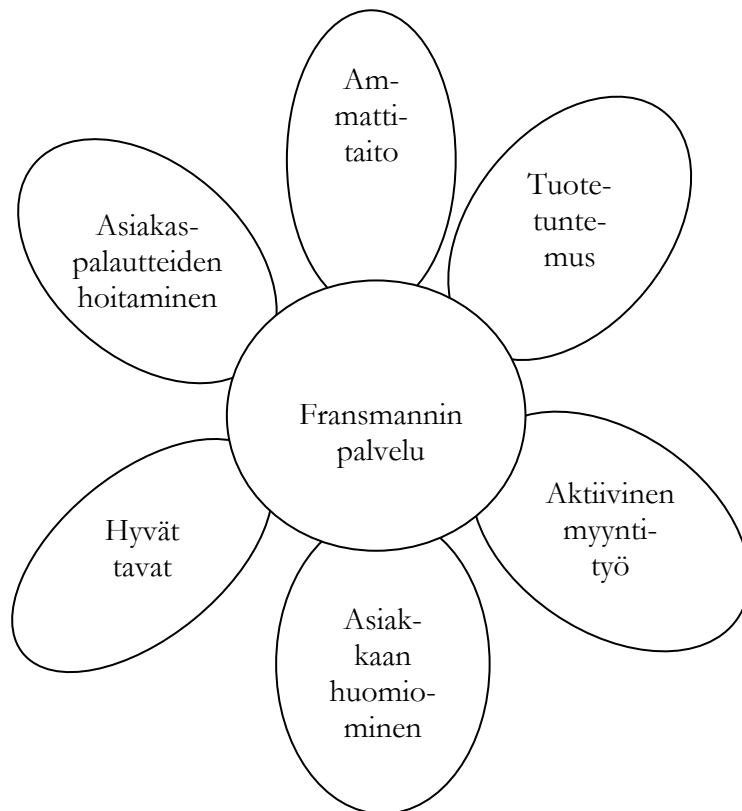 Am-
matti-
taito
Tuote-
tunte-
mus
Asiakas-
palautteiden
hoitaminen
Fransmannin
palvelu
Aktiivinen
myynti-
työ
Hyvät
tavat
Asiak-
kaan
huomio-
minen